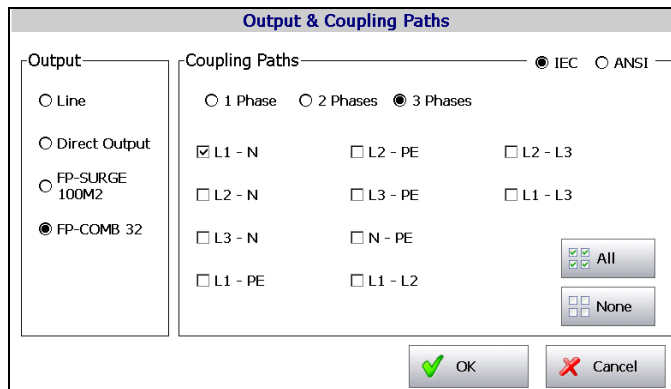 Output & Coupling Paths
Output
Line
Direct Output
FP-SURGE
100M2
FP-COMB 32
Coupling Paths
IEC ANSI
1 Phase 2 Phases 3 Phases
L1 - N L2 - PE L2 - L3
L2 - N L3 - PE L1 - L3
L3 - N N - PE
L1 - PE L1 - L2
All
None
OK Cancel